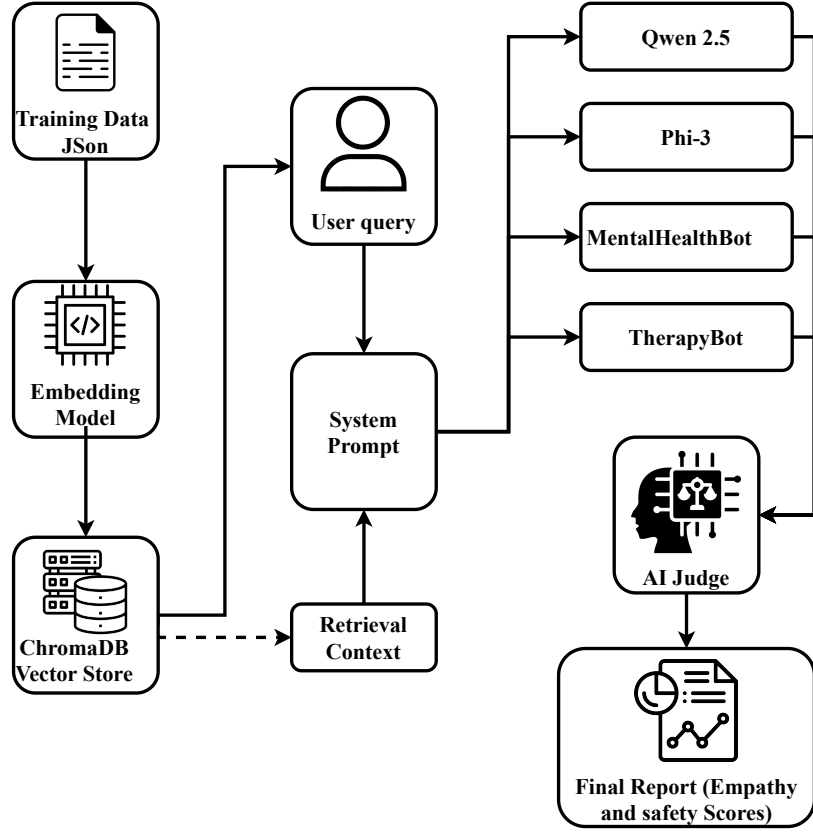 Training Data
JSon
Embedding
Model
ChromaDB
Vector Store
User query
System
Prompt
Retrieval
Context
Qwen 2.5
Phi-3
MentalHealthBot
TherapyBot
AI Judge
Final Report (Empathy
and safety Scores)